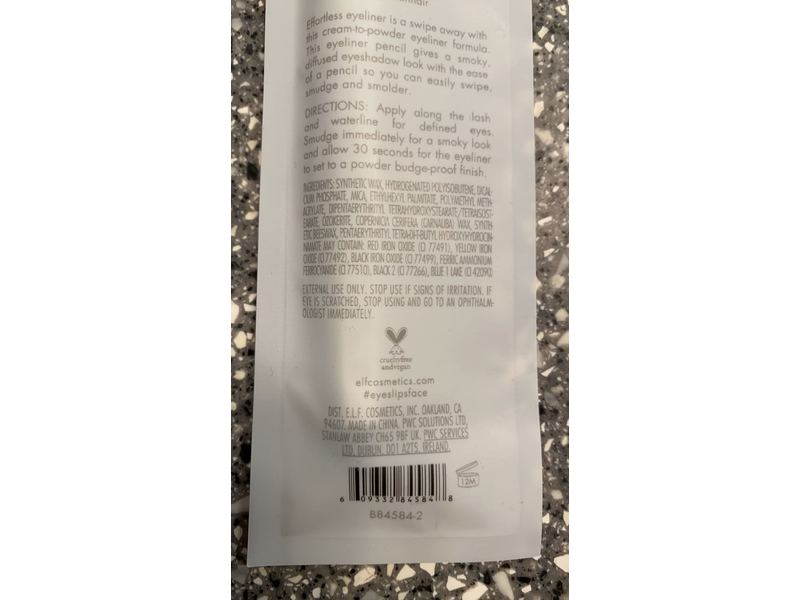 Effortless eyeliner is a swipe away with
this cream-to-powder eyeliner formula.
This eyeliner pencil gives a smoky,
diffused eyeshadow look with the ease
of a pencil so you can easily swipe,
smudge and smolder.
DIRECTIONS: Apply along the lash
and waterline for defined eyes.
Smudge immediately for a smoky look
and allow 30 seconds for the eyeliner
to set to a powder budge-proof finish.
INGREDIENTS: SYNTHETIC WAX, HYDROGENATED POLYISOBUTENE, DICAL-
CIUM PHOSPHATE, MICA, ETHYLHEXYL PALMITATE, POLYMETHYL METH-
ACRYLATE, DIPENTAERYTHRITYL TETRAHYDROXYSTEARATE/TETRAISOST-
EARATE, OZOKERITE, COPERNICIA CERIFERA (CARNAUBA) WAX, SYNTH-
ETIC BEESWAX, PENTAERYTHRITYL TETRA-DI-T-BUTYL HYDROXYHYDROCIN-
NAMATE MAY CONTAIN: RED IRON OXIDE (CI 77491), YELLOW IRON
OXIDE (CI 77492), BLACK IRON OXIDE (CI 77499), FERRIC AMMONIUM
FERROCYANIDE (CI 77510), BLACK 2 (CI 77266), BLUE 1 LAKE (CI 42090)
EXTERNAL USE ONLY. STOP USE IF SIGNS OF IRRITATION. IF
EYE IS SCRATCHED, STOP USING AND GO TO AN OPHTHALM-
OLOGIST IMMEDIATELY.
crueltyfree
andvegan
elfcosmetics.com
#eyeslipsface
DIST. E.L.F. COSMETICS, INC. OAKLAND, CA
94607. MADE IN CHINA. PWC SOLUTIONS LTD,
STANLAW ABBEY CH65 9BF UK. PWC SERVICES
LTD. DUBLIN, D01 A2T5, IRELAND.
12M
6 09332 84584 8
B84584-2